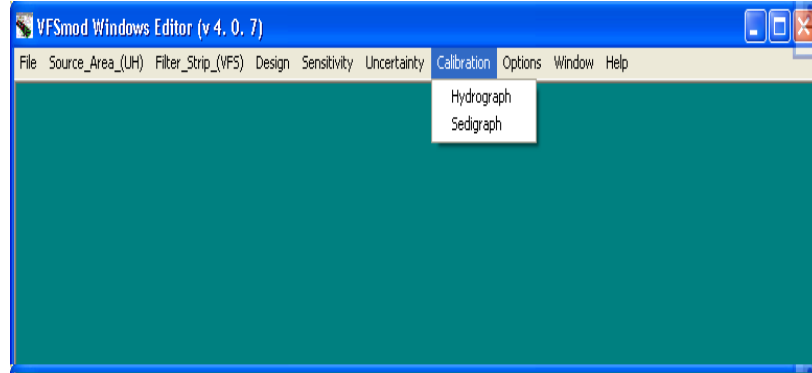 VFSmod Windows Editor (v 4. 0. 7)
File Source_Area_(UH) Filter_Strip_(VFS) Design Sensitivity Uncertainty Calibration Options Window Help
Hydrograph
Sedigraph